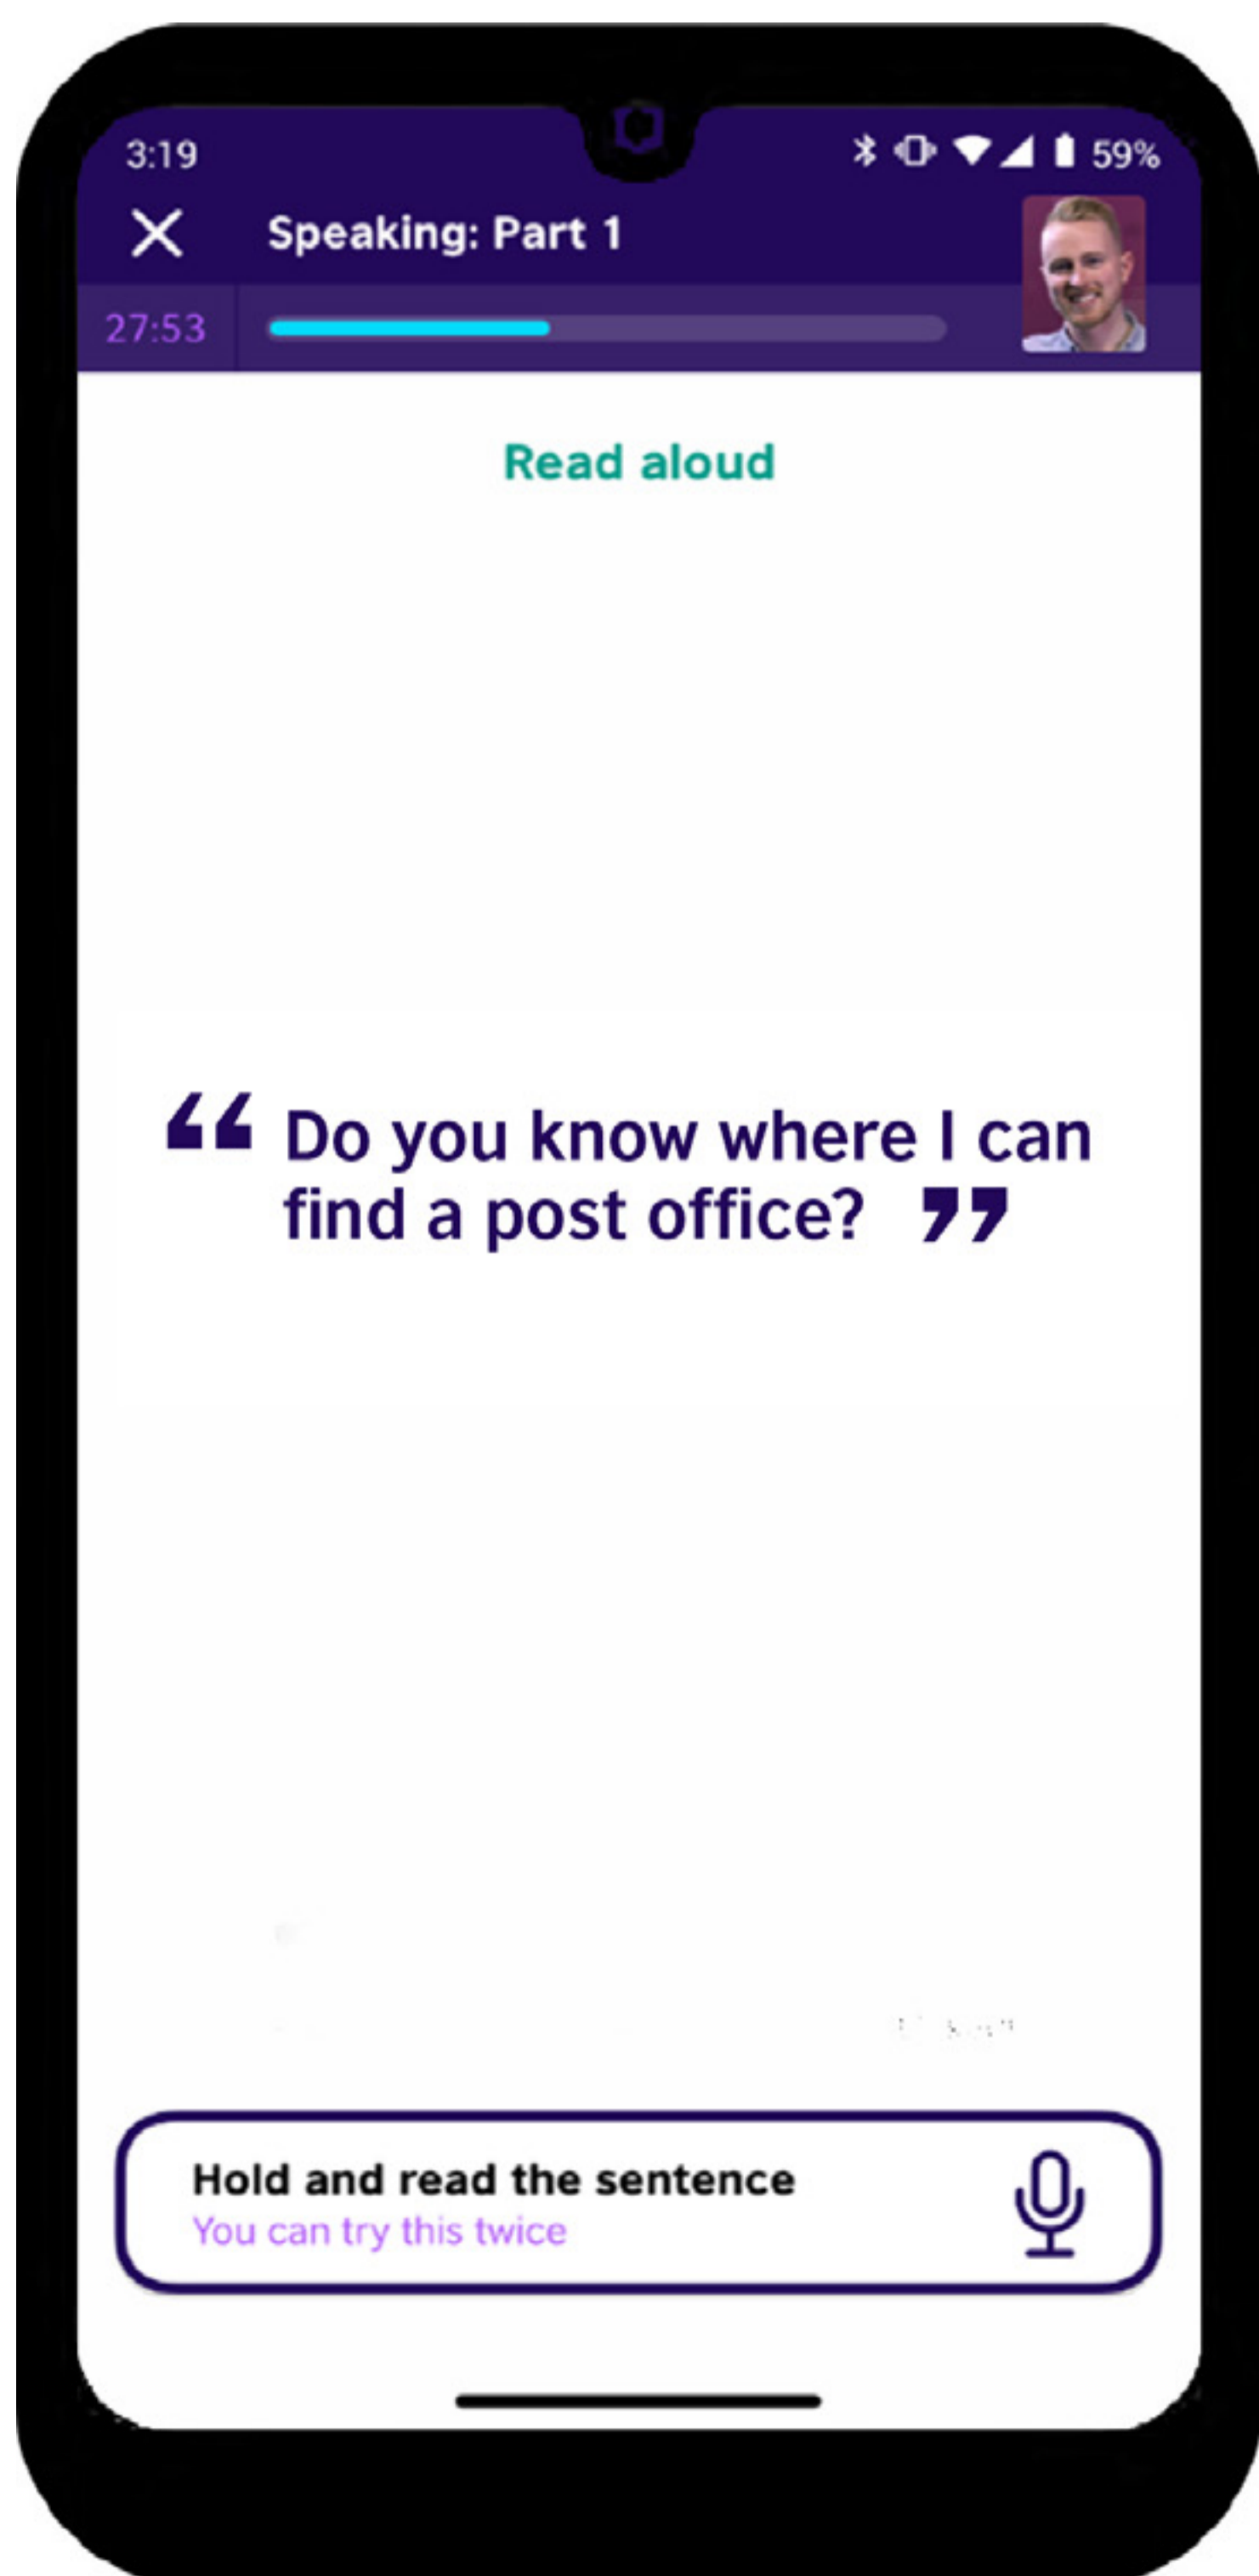 3:19
59%
Speaking: Part 1
27:53
Read aloud
“ Do you know where I can
find a post office? ”
Hold and read the sentence
You can try this twice